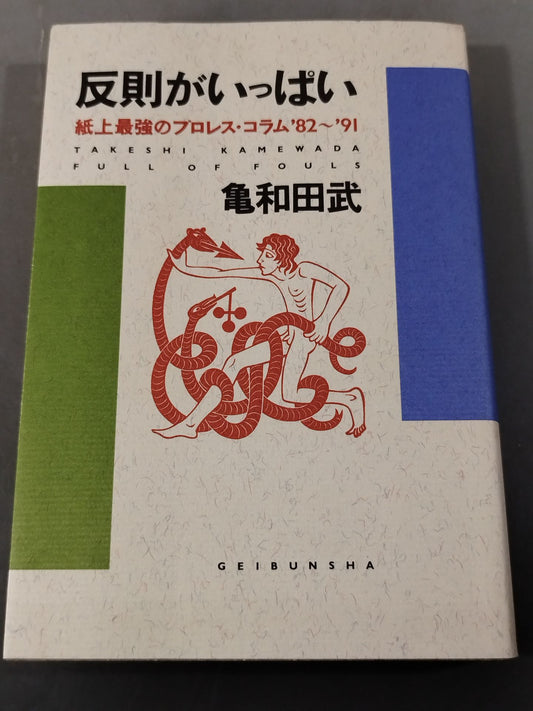 反則がいっぱい
紙上最強のプロレス・コラム'82〜'91
TAKESHI KAMEWADA
FULL OF FOULS
亀和田武
GEIBUNSHA